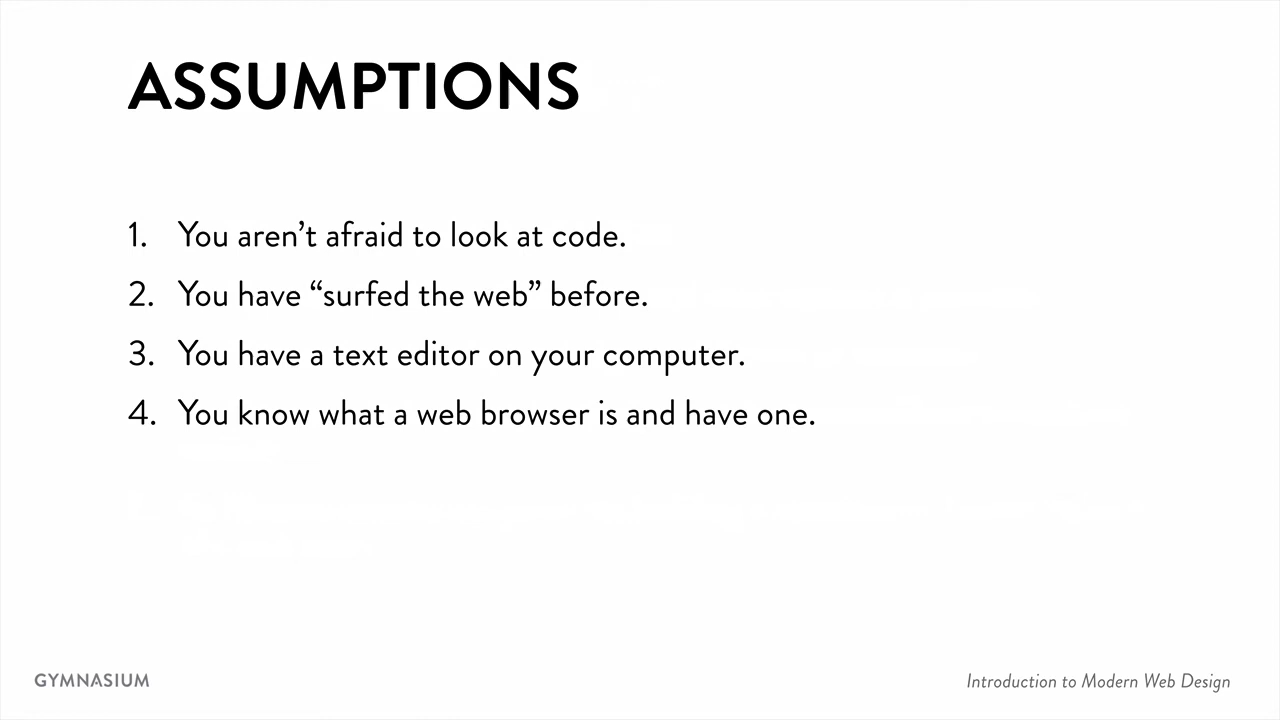 ASSUMPTIONS
1. You aren’t afraid to look at code.
2. You have “surfed the web” before.
3. You have a text editor on your computer.
4. You know what a web browser is and have one.
GYMNASIUM
Introduction to Modern Web Design